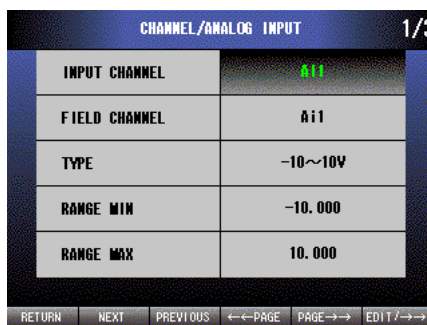 CHANNEL/ANALOG INPUT 1/3
INPUT CHANNEL Ai1
FIELD CHANNEL Ai1
TYPE -10~10V
RANGE MIN -10.000
RANGE MAX 10.000
RETURN NEXT PREVIOUS ←←PAGE PAGE→→ EDIT/→→